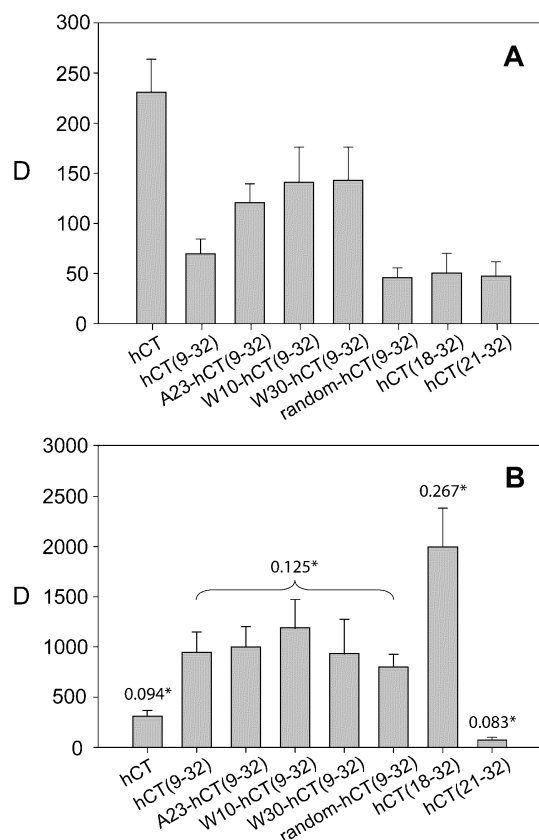 A
300
250
200
150
100
50
0
D
hCT
hCT(9-32)
A23-hCT(9-32)
W10-hCT(9-32)
W30-hCT(9-32)
random-hCT(9-32)
hCT(18-32)
hCT(21-32)
B
3000
2500
2000
1500
1000
500
0
D
0.094*
0.125*
0.267*
0.083*
hCT
hCT(9-32)
A23-hCT(9-32)
W10-hCT(9-32)
W30-hCT(9-32)
random-hCT(9-32)
hCT(18-32)
hCT(21-32)